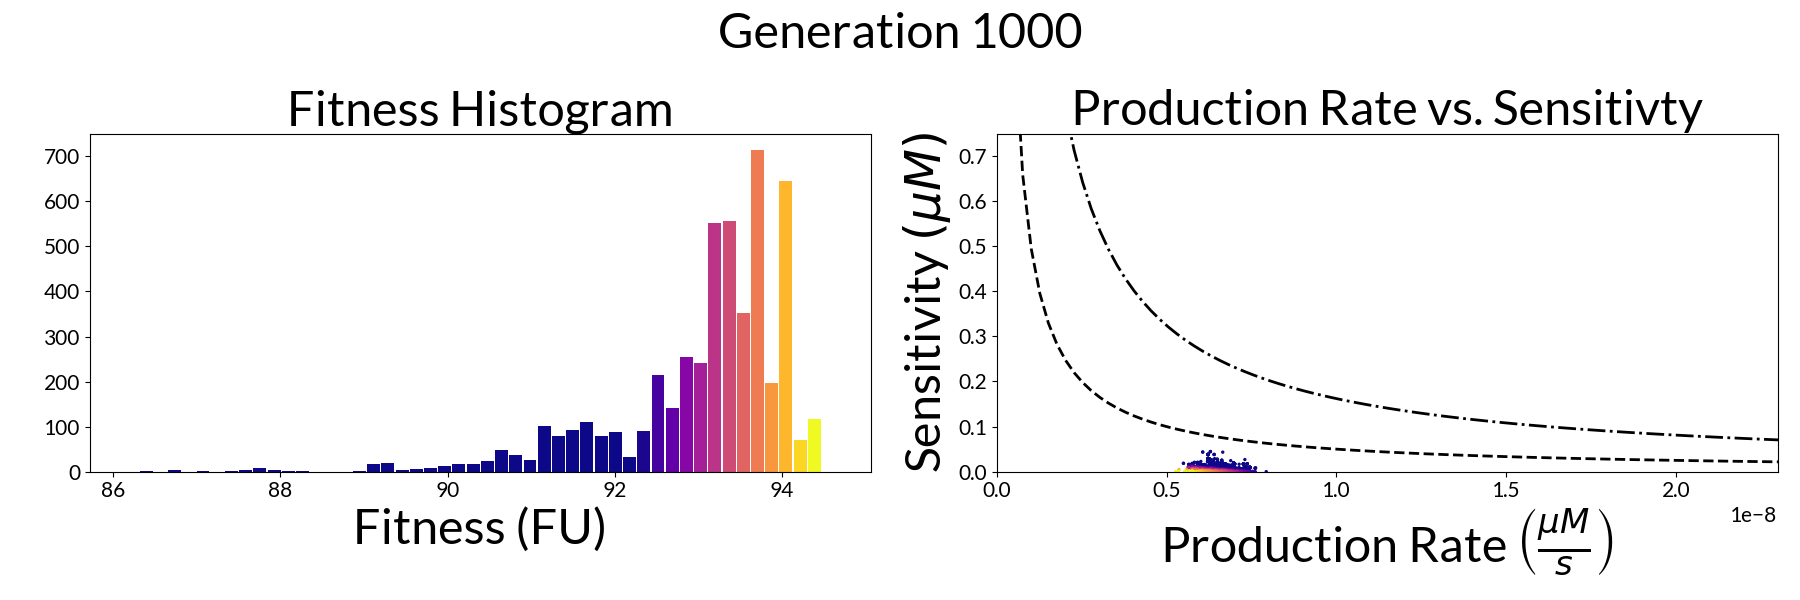 Generation 1000
Fitness Histogram
700
600
500
400
300
200
100
0
86 88 90 92 94
Fitness (FU)
Production Rate vs. Sensitivty
Sensitivity (μM)
0.7
0.6
0.5
0.4
0.3
0.2
0.1
0.0
0.0 0.5 1.0 1.5 2.0
1e−8
Production Rate (μM/s)